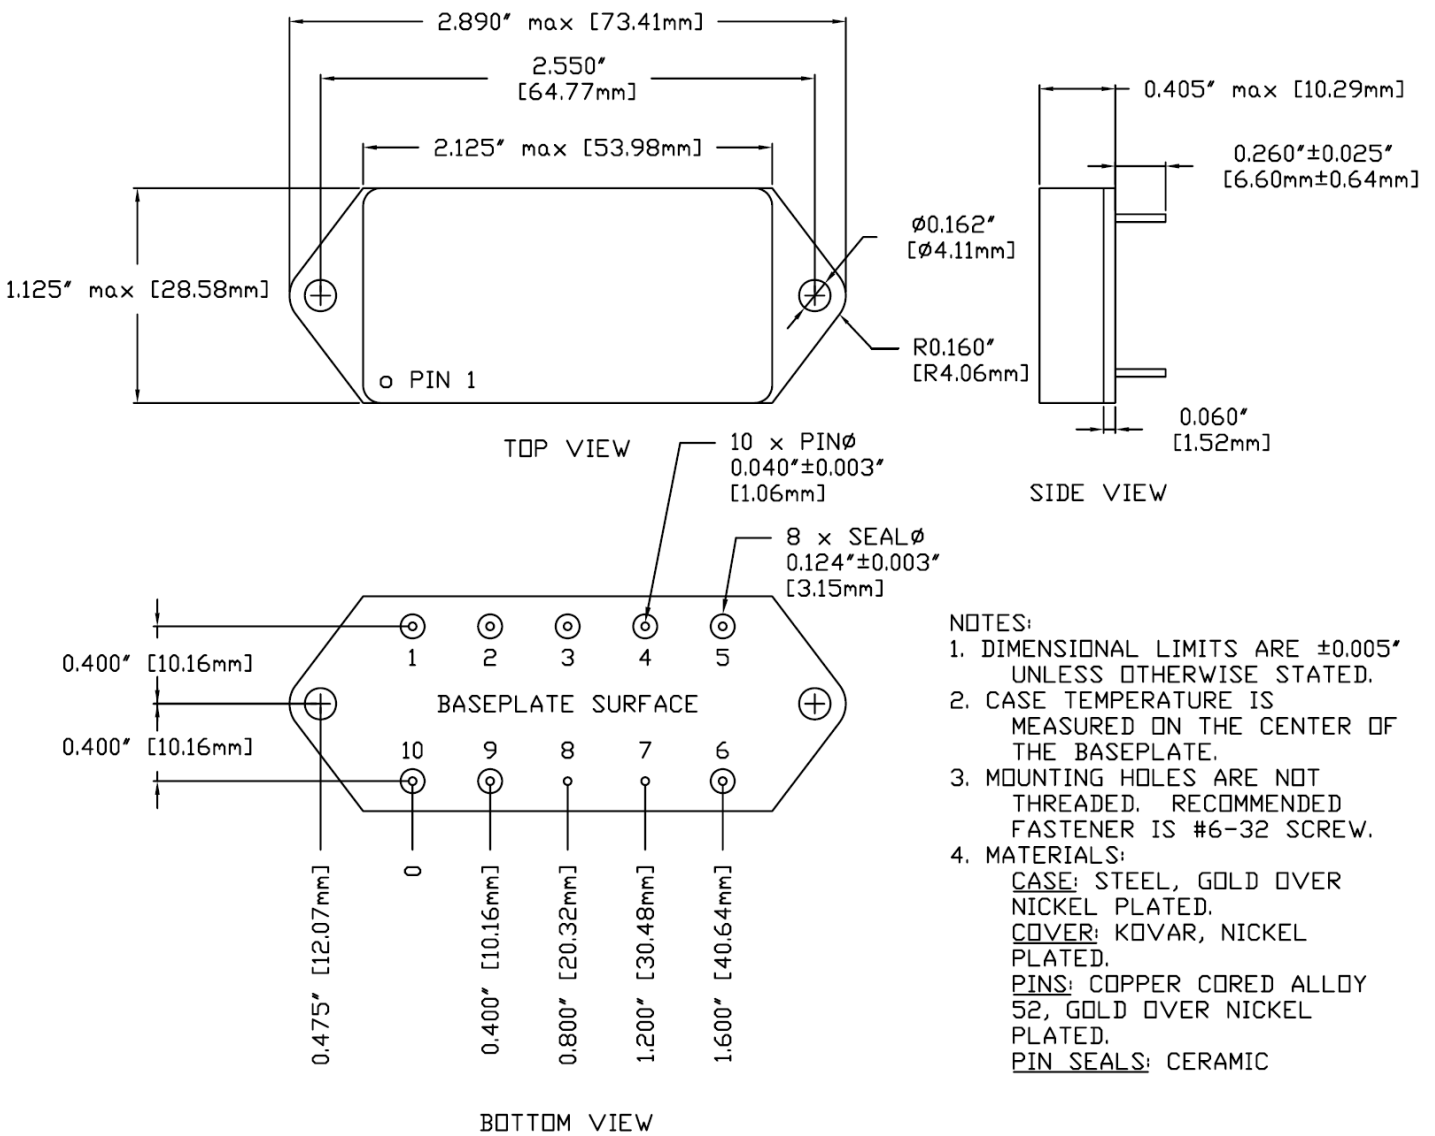 2.890″ max [73.41mm]
2.550″
[64.77mm]
2.125″ max [53.98mm]
1.125″ max [28.58mm]
Ø0.162″
[Ø4.11mm]
R0.160″
[R4.06mm]
PIN 1
TOP VIEW
0.405″ max [10.29mm]
0.260″±0.025″
[6.60mm±0.64mm]
0.060″
[1.52mm]
SIDE VIEW
10 x PINØ
0.040″±0.003″
[1.06mm]
8 x SEALØ
0.124″±0.003″
[3.15mm]
1 2 3 4 5
0.400″ [10.16mm]
BASEPLATE SURFACE
0.400″ [10.16mm]
10 9 8 7 6
0.475″ [12.07mm]
0
0.400″ [10.16mm]
0.800″ [20.32mm]
1.200″ [30.48mm]
1.600″ [40.64mm]
BOTTOM VIEW
NOTES:
1. DIMENSIONAL LIMITS ARE ±0.005″
UNLESS OTHERWISE STATED.
2. CASE TEMPERATURE IS
MEASURED ON THE CENTER OF
THE BASEPLATE.
3. MOUNTING HOLES ARE NOT
THREADED. RECOMMENDED
FASTENER IS #6-32 SCREW.
4. MATERIALS:
CASE: STEEL, GOLD OVER
NICKEL PLATED.
COVER: KOVAR, NICKEL
PLATED.
PINS: COPPER CORED ALLOY
52, GOLD OVER NICKEL
PLATED.
PIN SEALS: CERAMIC